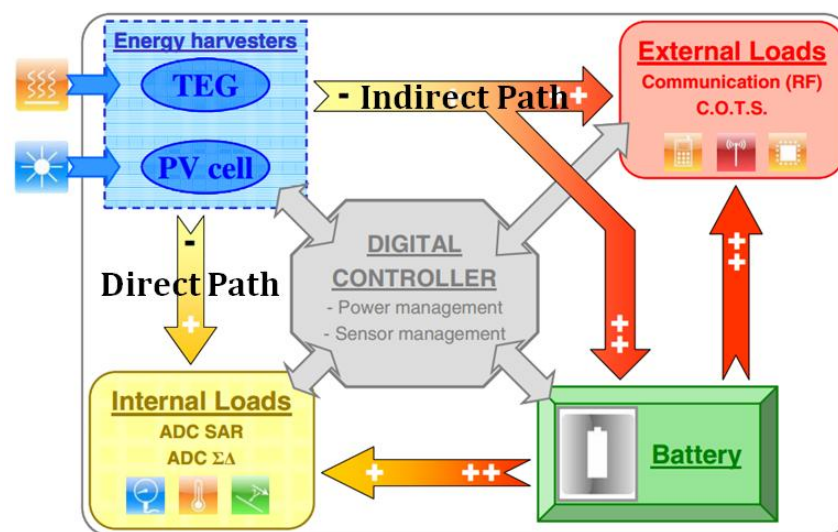 Energy harvesters
TEG
PV cell
- Indirect Path ++
External Loads
Communication (RF)
C.O.T.S.
-
Direct Path
+
DIGITAL
CONTROLLER
- Power management
- Sensor management
++
++
Internal Loads
ADC SAR
ADC ΣΔ
+ ++
Battery